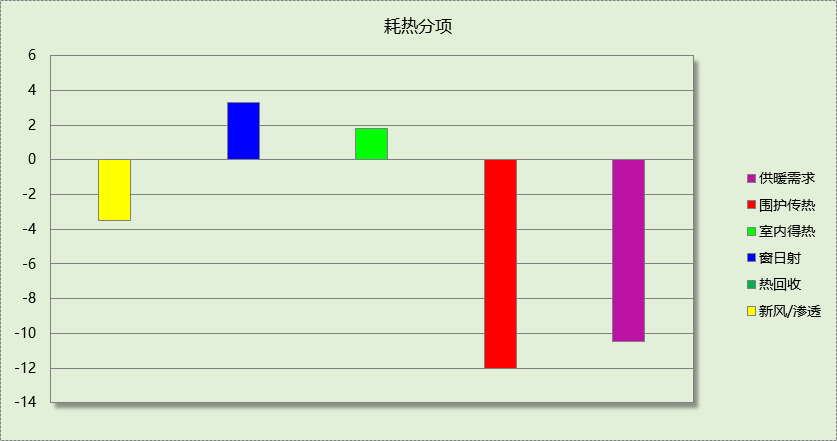 耗热分项
6
4
2
0
-2
-4
-6
-8
-10
-12
-14
供暖需求
围护传热
室内得热
窗日射
热回收
新风/渗透